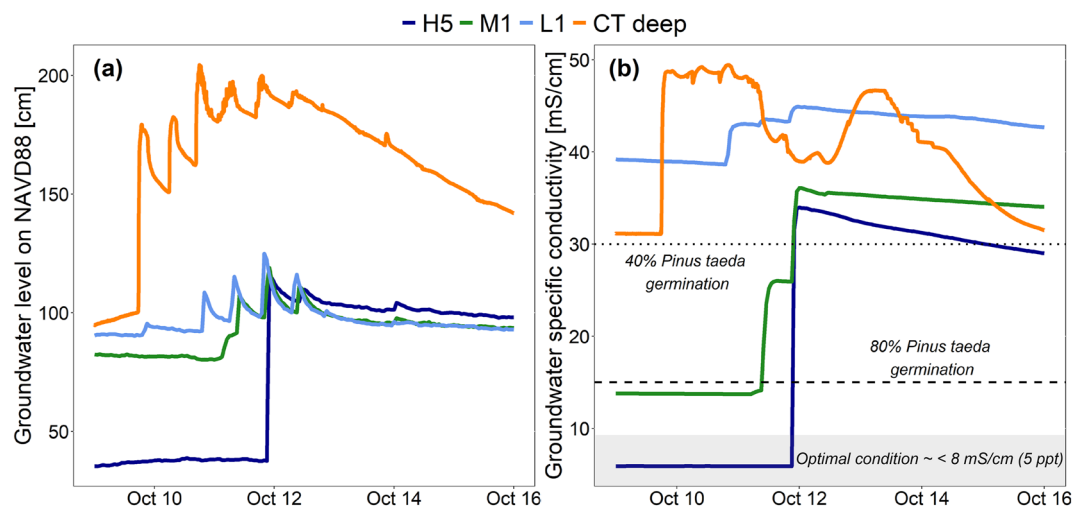 H5 M1 L1 CT deep
(a)
Groundwater level on NAVD88 [cm]
200
150
100
50
Oct 10 Oct 12 Oct 14 Oct 16
(b)
Groundwater specific conductivity [mS/cm]
50
40
30
20
10
40% Pinus taeda
germination
80% Pinus taeda
germination
Optimal condition ~ < 8 mS/cm (5 ppt)
Oct 10 Oct 12 Oct 14 Oct 16